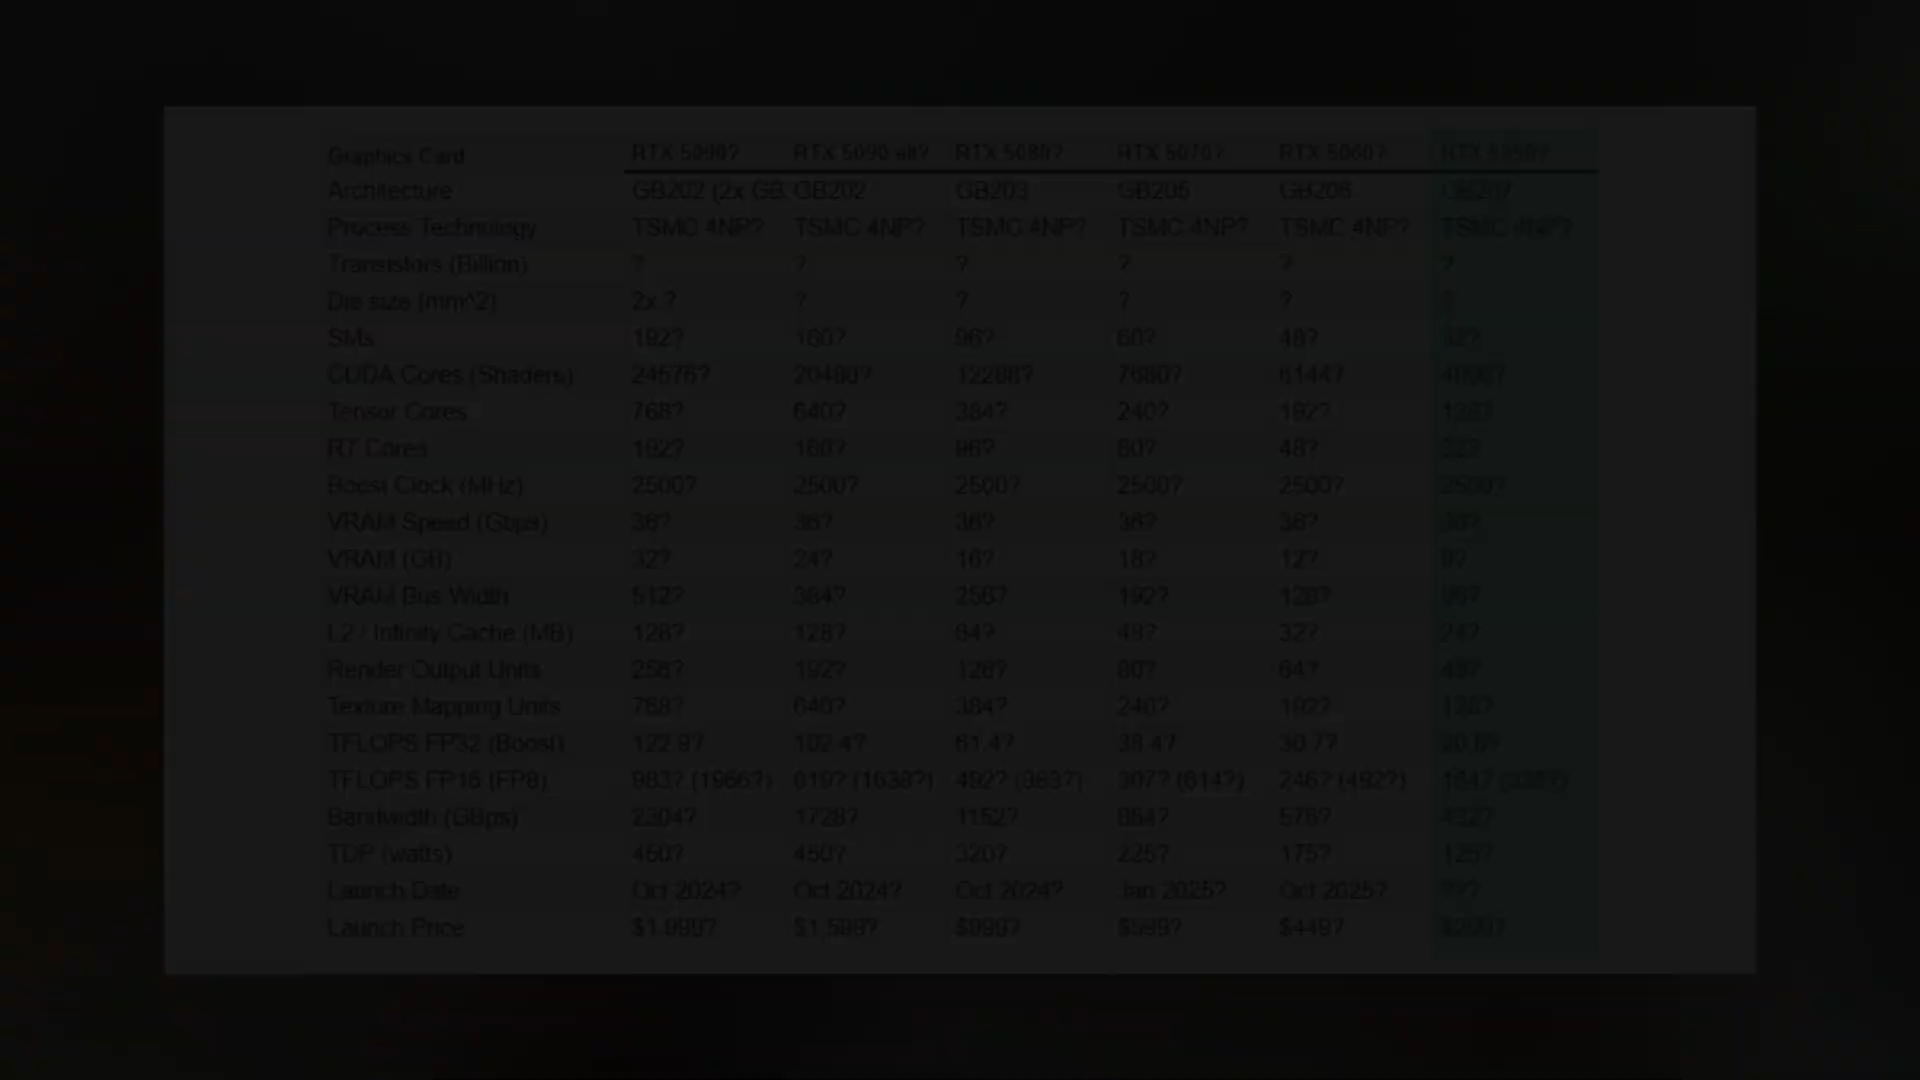 Graphics Card RTX 5090? RTX 5090 alt? RTX 5080? RTX 5070? RTX 5060? RTX 5050?
Architecture GB202 (2x GB GB202 GB203 GB205 GB206 GB207
Process Technology TSMC 4NP? TSMC 4NP? TSMC 4NP? TSMC 4NP? TSMC 4NP? TSMC 4NP?
Transistors (Billion) ? ? ? ? ? ?
Die size (mm^2) 2x ? ? ? ? ? ?
SMs 192? 160? 96? 60? 48? 32?
CUDA Cores (Shaders) 24576? 20480? 12288? 7680? 6144? 4096?
Tensor Cores 768? 640? 384? 240? 192? 128?
RT Cores 192? 160? 96? 60? 48? 32?
Boost Clock (MHz) 2500? 2500? 2500? 2500? 2500? 2500?
VRAM Speed (Gbps) 36? 36? 36? 36? 36? 36?
VRAM (GB) 32? 24? 16? 18? 12? 9?
VRAM Bus Width 512? 384? 256? 192? 128? 96?
L2 / Infinity Cache (MB) 128? 128? 64? 48? 32? 24?
Render Output Units 256? 192? 128? 80? 64? 48?
Texture Mapping Units 768? 640? 384? 240? 192? 128?
TFLOPS FP32 (Boost) 122.9? 102.4? 61.4? 38.4? 30.7? 20.5?
TFLOPS FP16 (FP8) 983? (1966?) 819? (1638?) 492? (983?) 307? (614?) 246? (492?) 164? (328?)
Bandwidth (GBps) 2304? 1728? 1152? 864? 576? 432?
TDP (watts) 450? 450? 320? 225? 175? 125?
Launch Date Oct 2024? Oct 2024? Oct 2024? Jan 2025? Oct 2025? ???
Launch Price $1,999? $1,599? $999? $599? $449?